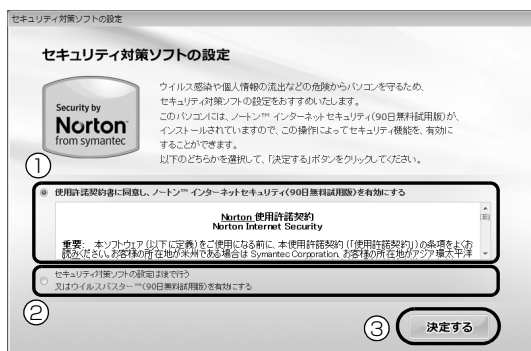 セキュリティ対策ソフトの設定
セキュリティ対策ソフトの設定
Security by
Norton
from symantec
ウイルス感染や個人情報の流出などの危険からパソコンを守るため、
セキュリティ対策ソフトの設定をおすすめいたします。
このパソコンには、ノートン™ インターネットセキュリティ(90日無料試用版)が、
インストールされていますので、この操作によってセキュリティ機能を、有効に
することができます。
以下のどちらかを選択して、「決定する」ボタンをクリックしてください。
①
使用許諾契約書に同意し、ノートン™ インターネットセキュリティ(90日無料試用版)を有効にする
Norton 使用許諾契約
Norton Internet Security
重要: 本ソフトウェア (以下に定義) をご使用になる前に、本使用許諾契約 (「使用許諾契約」) の条項をよくお
読みください。お客様の所在地が米州である場合は Symantec Corporation、お客様の所在地がアジア環太平洋
セキュリティ対策ソフトの設定は後で行う
又はウイルスバスター™(90日無料試用版)を有効にする
②
③
決定する